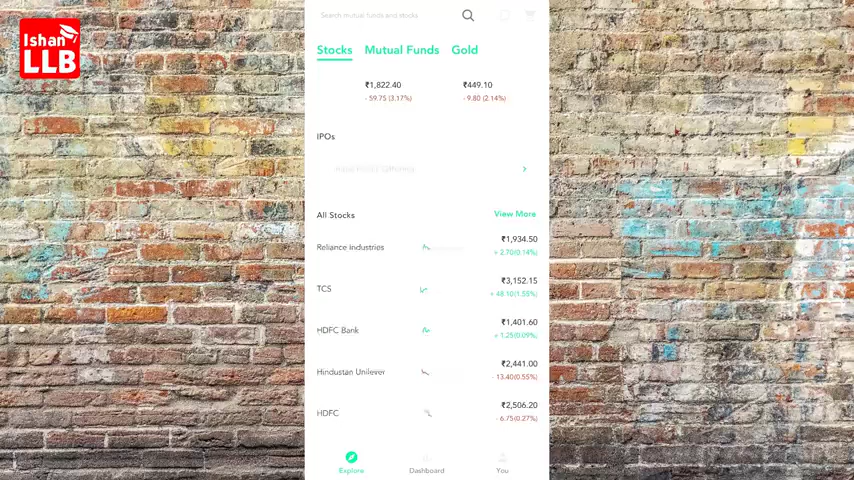 Ishan
LLB
Search mutual funds and stocks
Stocks Mutual Funds Gold
₹1,822.40 ₹449.10
- 59.75 (3.17%) - 9.80 (2.14%)
IPOs
All Stocks View More
Reliance Industries ₹1,934.50
+ 2.70(0.14%)
TCS ₹3,152.15
+ 48.10(1.55%)
HDFC Bank ₹1,401.60
+ 1.25(0.09%)
Hindustan Unilever ₹2,441.00
- 13.40(0.55%)
HDFC ₹2,506.20
- 6.75(0.27%)
Explore Dashboard You